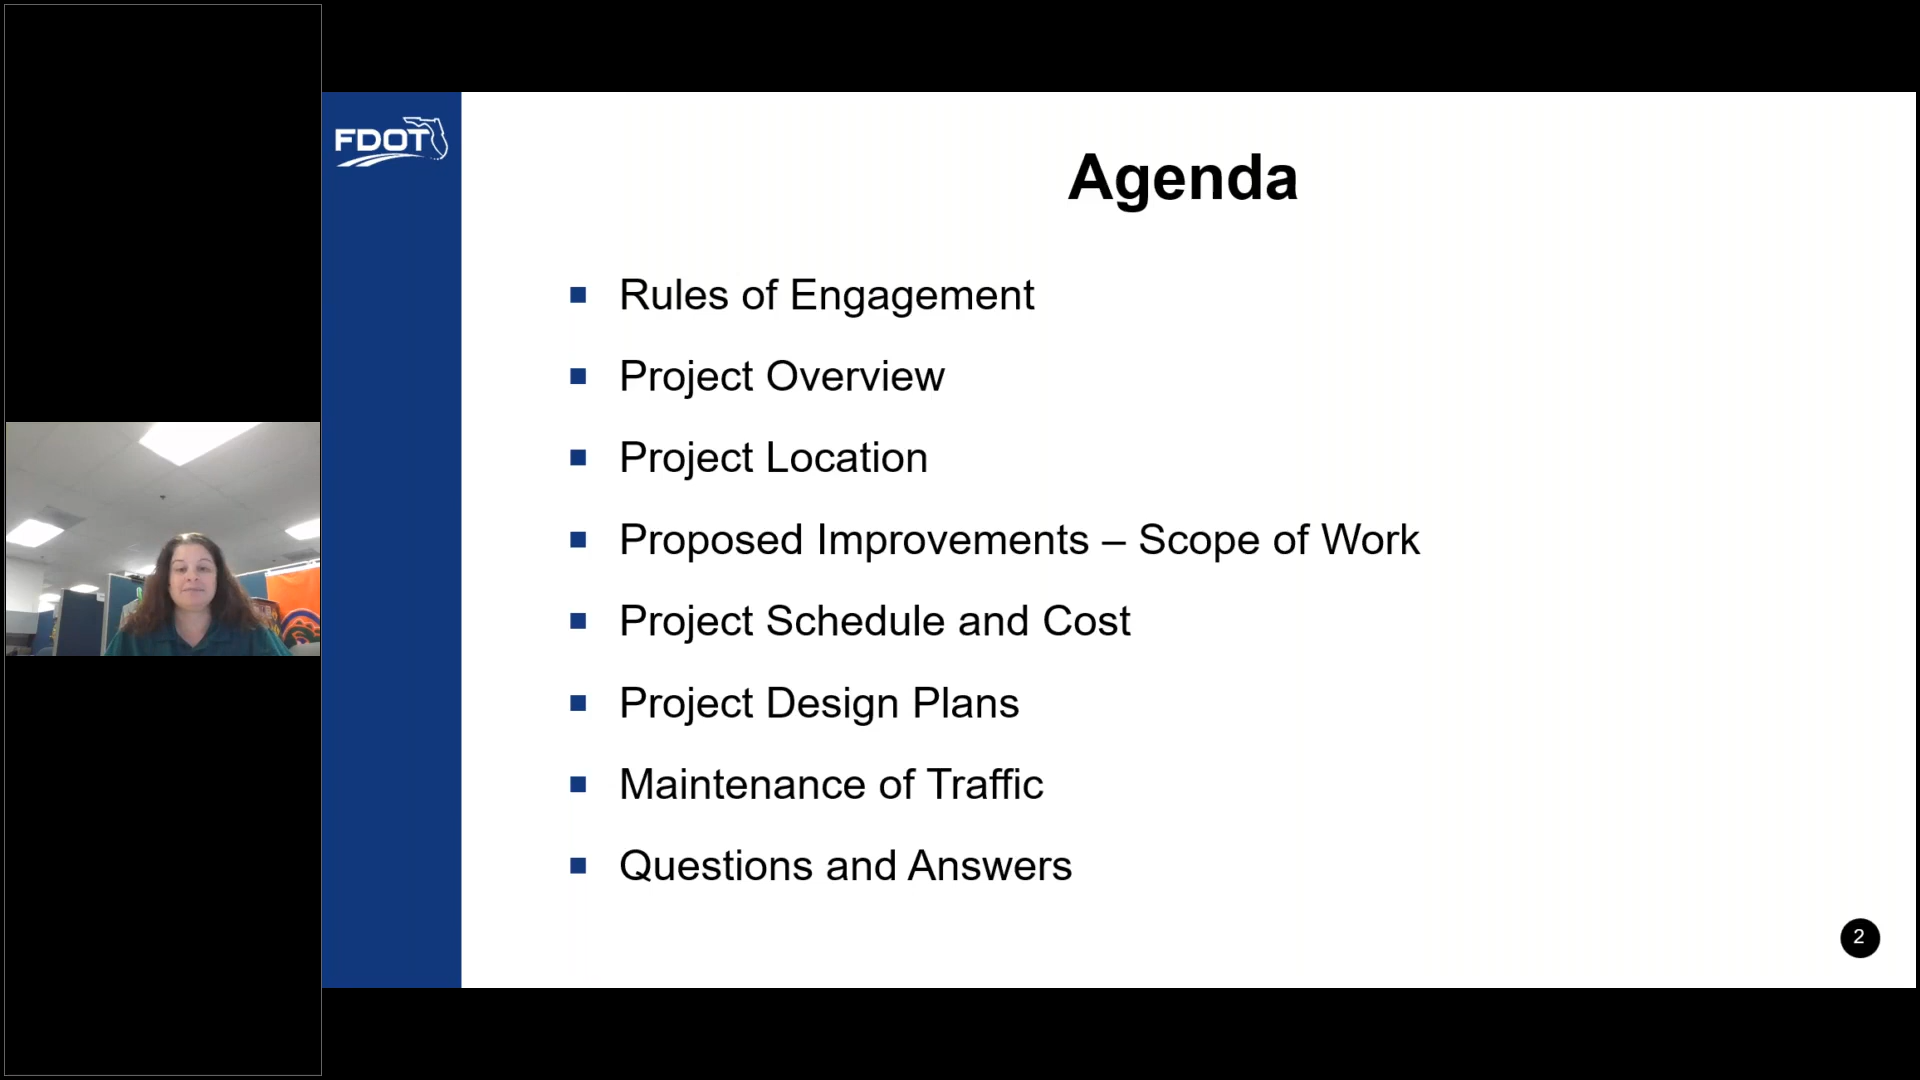 FDOT
Agenda
Rules of Engagement
Project Overview
Project Location
Proposed Improvements – Scope of Work
Project Schedule and Cost
Project Design Plans
Maintenance of Traffic
Questions and Answers
2